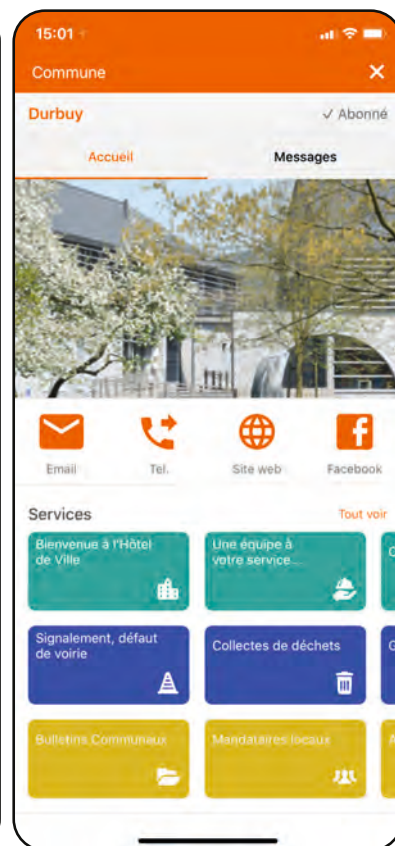 15:01
Commune
Durbuy
✓ Abonné
Accueil
Messages
Email
Tel.
Site web
Facebook
Services
Tout voir
Bienvenue à l'Hôtel
de Ville
Une équipe à
votre service...
Signalement, défaut
de voirie
Collectes de déchets
Bulletins Communaux
Mandataires locaux